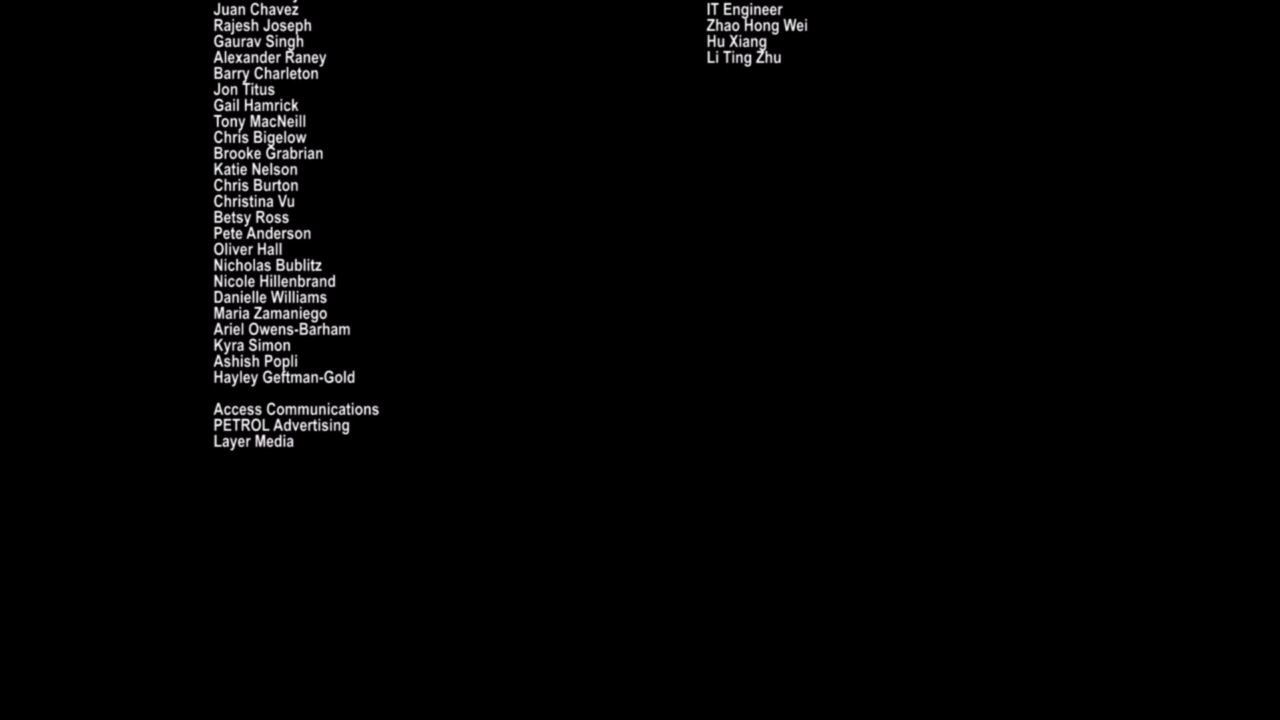 Juan Chavez
Rajesh Joseph
Gaurav Singh
Alexander Raney
Barry Charleton
Jon Titus
Gail Hamrick
Tony MacNeill
Chris Bigelow
Brooke Grabrian
Katie Nelson
Chris Burton
Christina Vu
Betsy Ross
Pete Anderson
Oliver Hall
Nicholas Bublitz
Nicole Hillenbrand
Danielle Williams
Maria Zamaniego
Ariel Owens-Barham
Kyra Simon
Ashish Popli
Hayley Geftman-Gold
Access Communications
PETROL Advertising
Layer Media
IT Engineer
Zhao Hong Wei
Hu Xiang
Li Ting Zhu